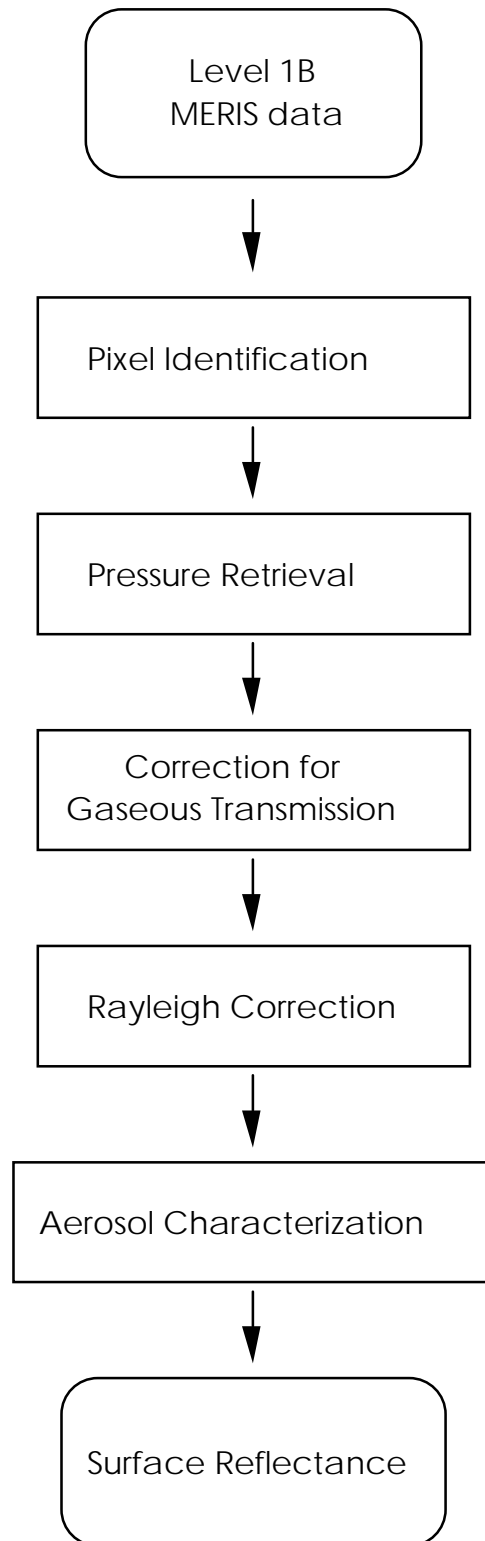 Level 1B
MERIS data
Pixel Identification
Pressure Retrieval
Correction for
Gaseous Transmission
Rayleigh Correction
Aerosol Characterization
Surface Reflectance